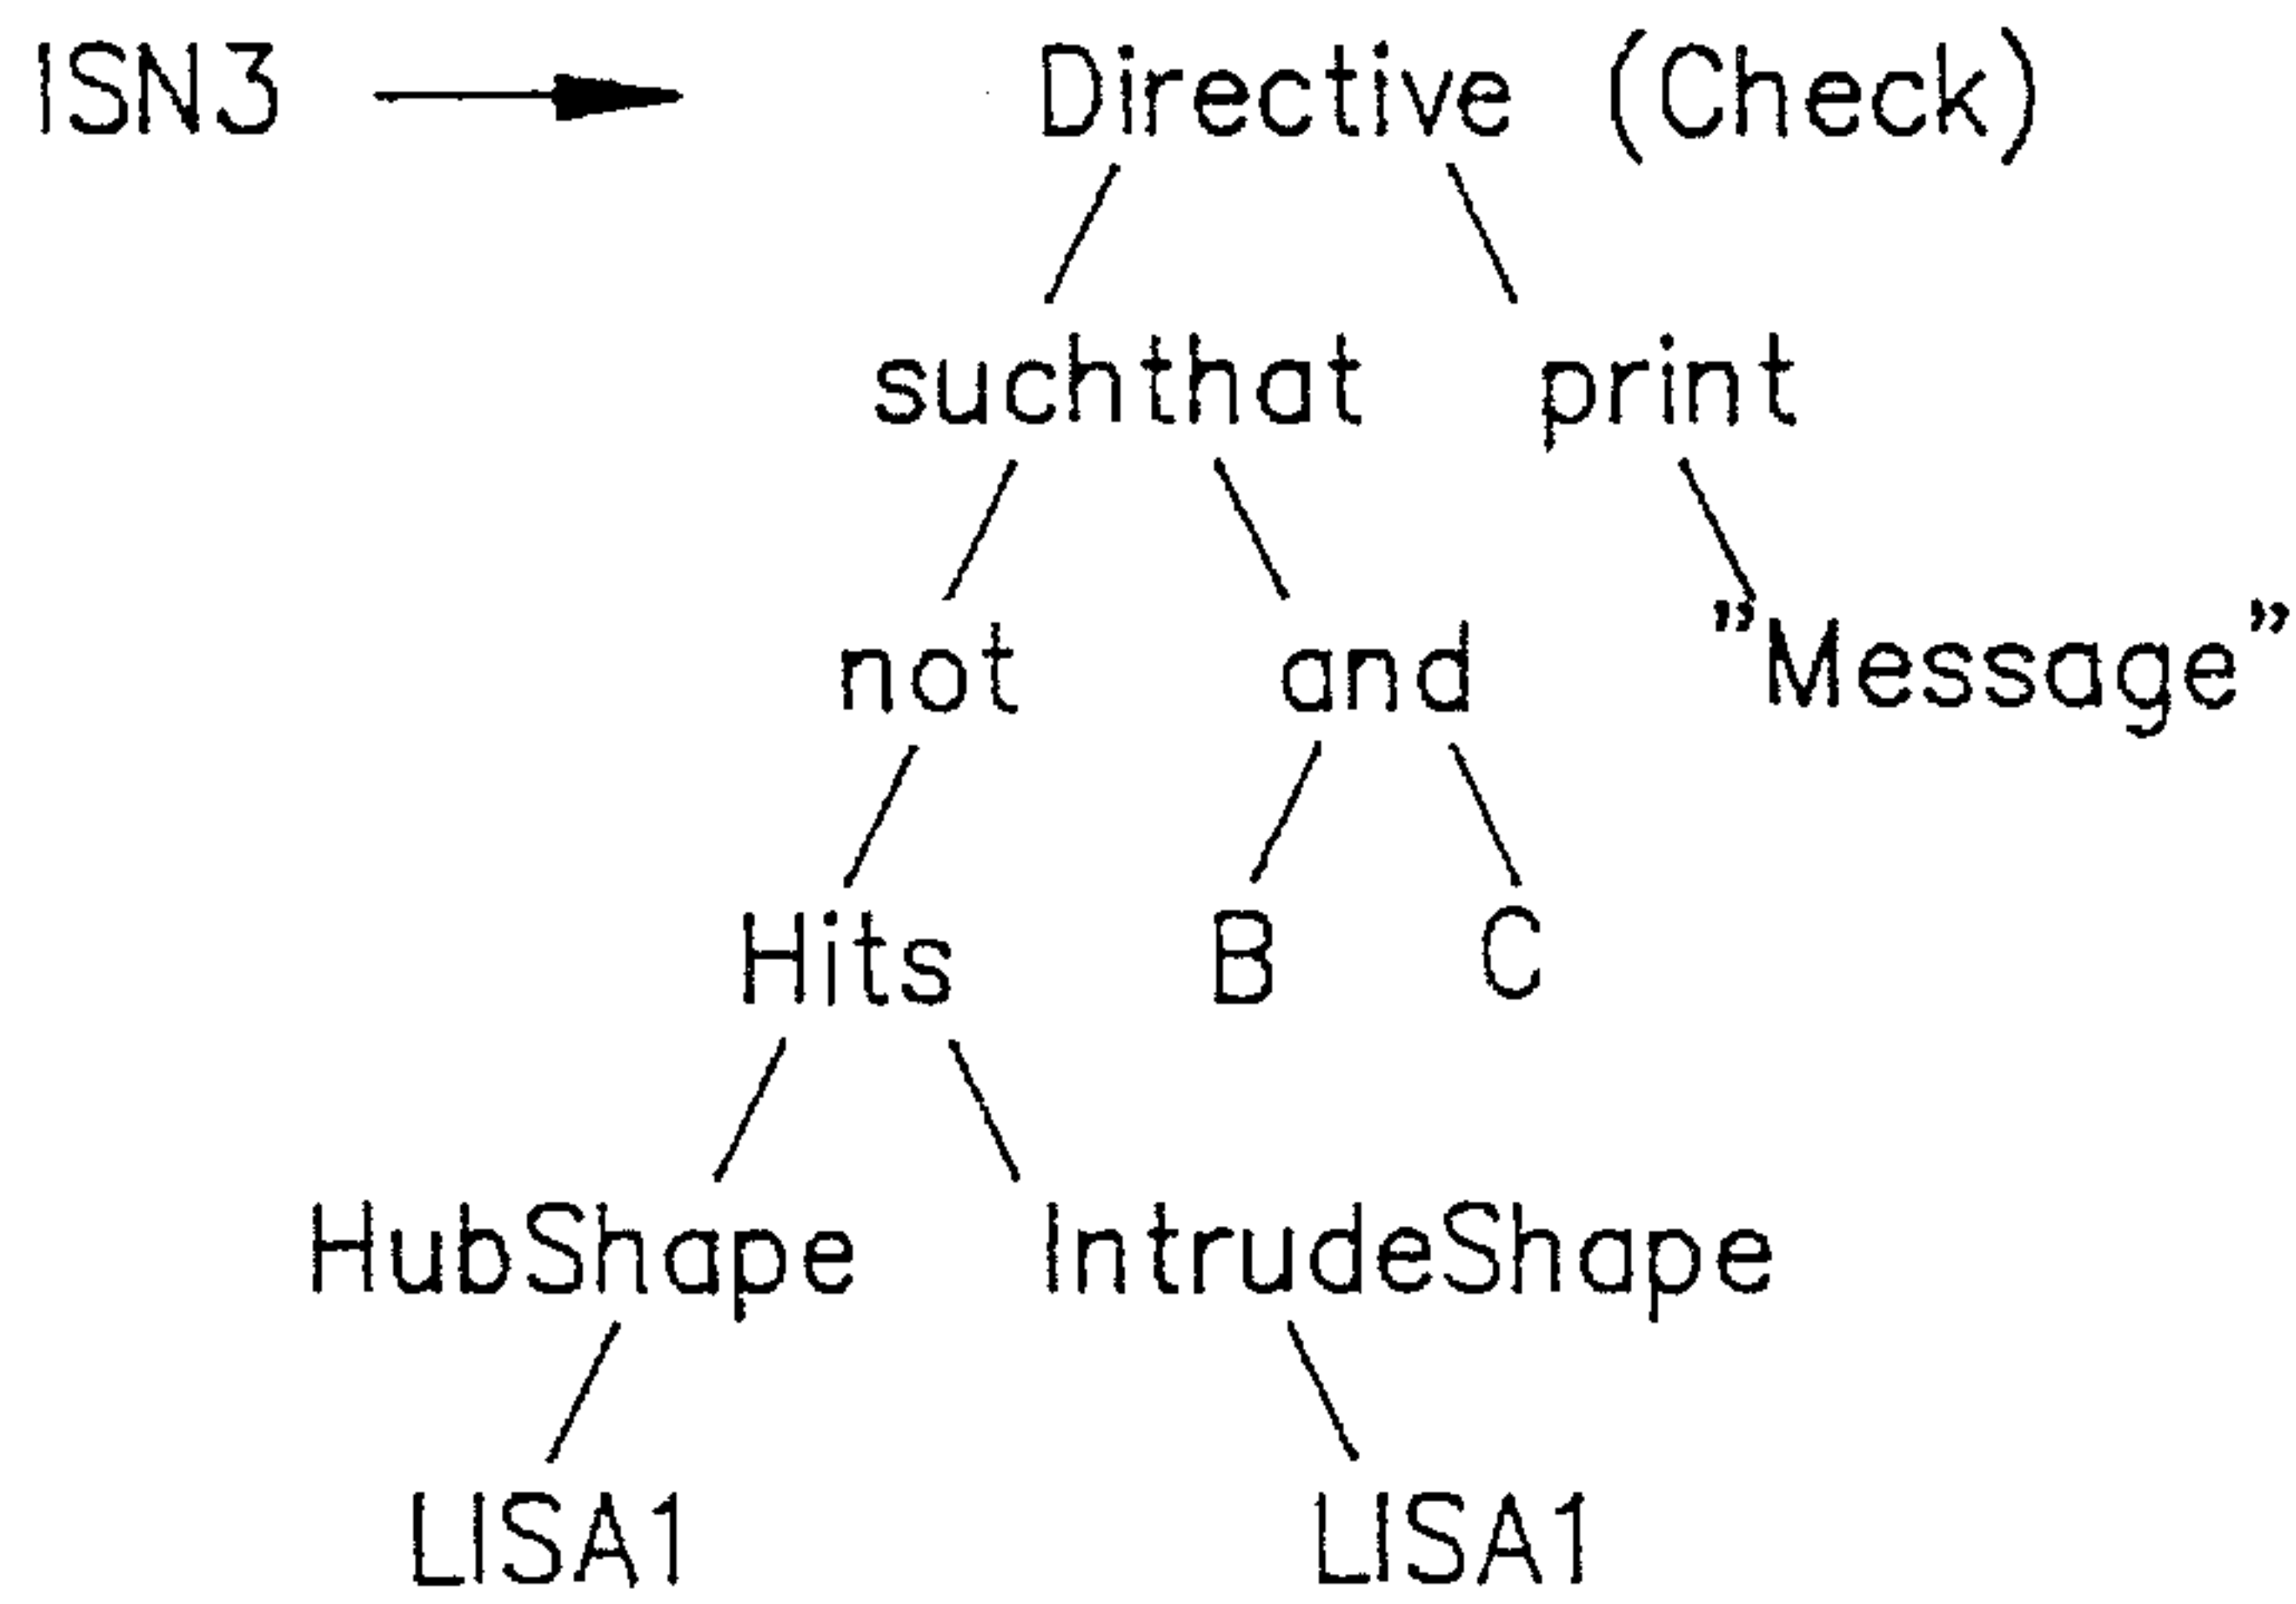 ISN3 Directive (Check)
suchthat print
not and "Message"
Hits B C
HubShape IntrudeShape
LISA1 LISA1